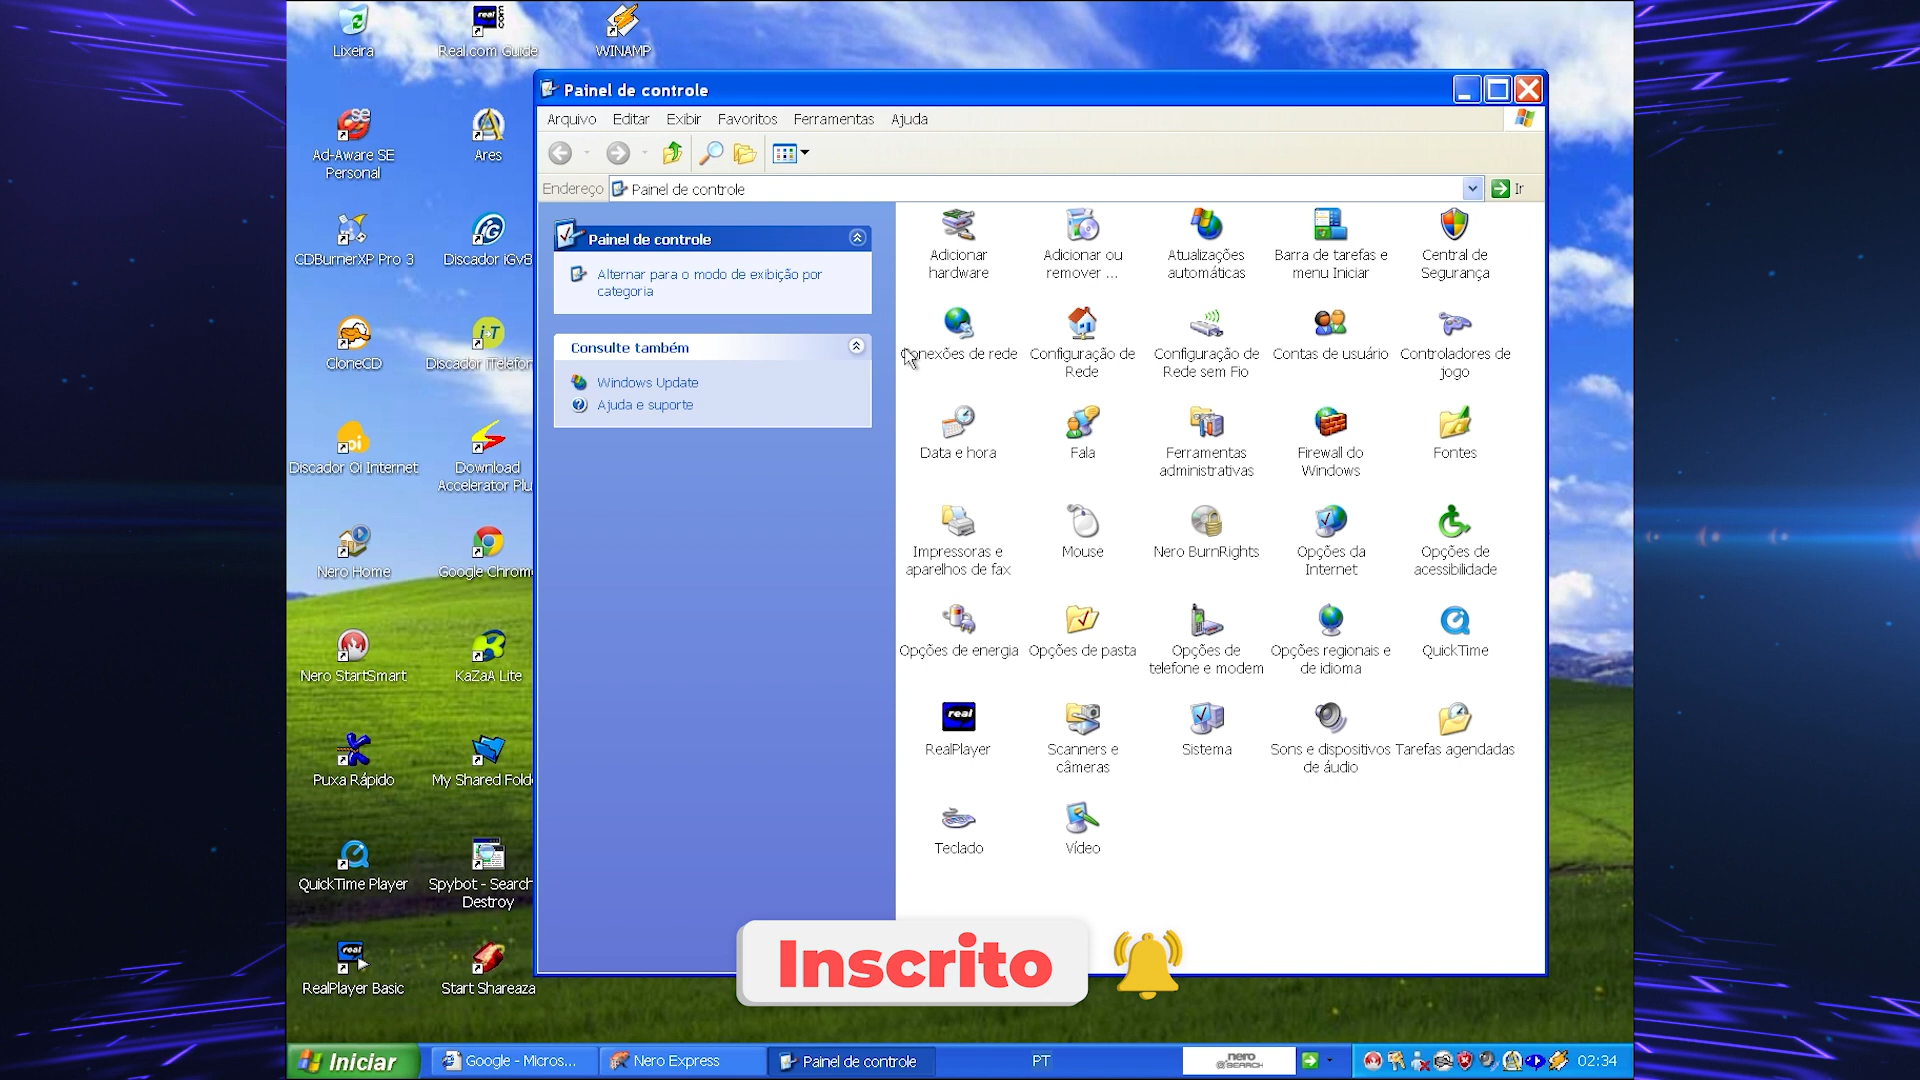 Lixeira
Real.com Guide
WINAMP
Ad-Aware SE
Personal
Ares
CDBurnerXP Pro 3
Discador iGv8
CloneCD
Discador iTelefon
Discador Oi Internet
Download
Accelerator Plu
Nero Home
Google Chrom
Nero StartSmart
KaZaA Lite
Puxa Rápido
My Shared Fold
QuickTime Player
Spybot - Search
Destroy
RealPlayer Basic
Start Shareaza
Painel de controle
Arquivo Editar Exibir Favoritos Ferramentas Ajuda
Endereço Painel de controle Ir
Painel de controle
Alternar para o modo de exibição por
categoria
Consulte também
Windows Update
Ajuda e suporte
Adicionar
hardware
Adicionar ou
remover ...
Atualizações
automáticas
Barra de tarefas e
menu Iniciar
Central de
Segurança
Conexões de rede
Configuração de
Rede
Configuração de
Rede sem Fio
Contas de usuário
Controladores de
jogo
Data e hora
Fala
Ferramentas
administrativas
Firewall do
Windows
Fontes
Impressoras e
aparelhos de fax
Mouse
Nero BurnRights
Opções da
Internet
Opções de
acessibilidade
Opções de energia
Opções de pasta
Opções de
telefone e modem
Opções regionais e
de idioma
QuickTime
real
RealPlayer
Scanners e
câmeras
Sistema
Sons e dispositivos
de áudio
Tarefas agendadas
Teclado
Vídeo
Inscrito
Iniciar
Google - Micros...
Nero Express
Painel de controle
PT
nero
SEARCH
02:34